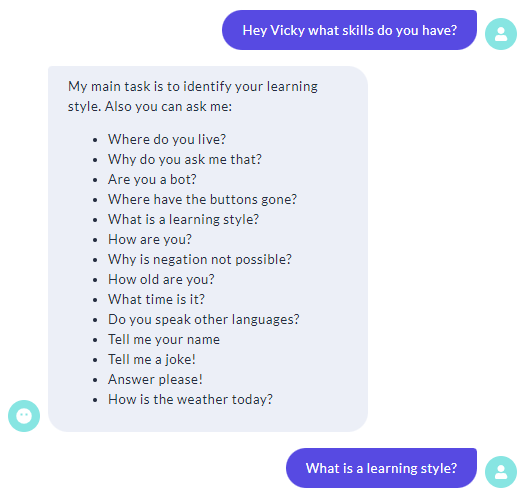 Hey Vicky what skills do you have?
My main task is to identify your learning
style. Also you can ask me:
• Where do you live?
• Why do you ask me that?
• Are you a bot?
• Where have the buttons gone?
• What is a learning style?
• How are you?
• Why is negation not possible?
• How old are you?
• What time is it?
• Do you speak other languages?
• Tell me your name
• Tell me a joke!
• Answer please!
• How is the weather today?
What is a learning style?